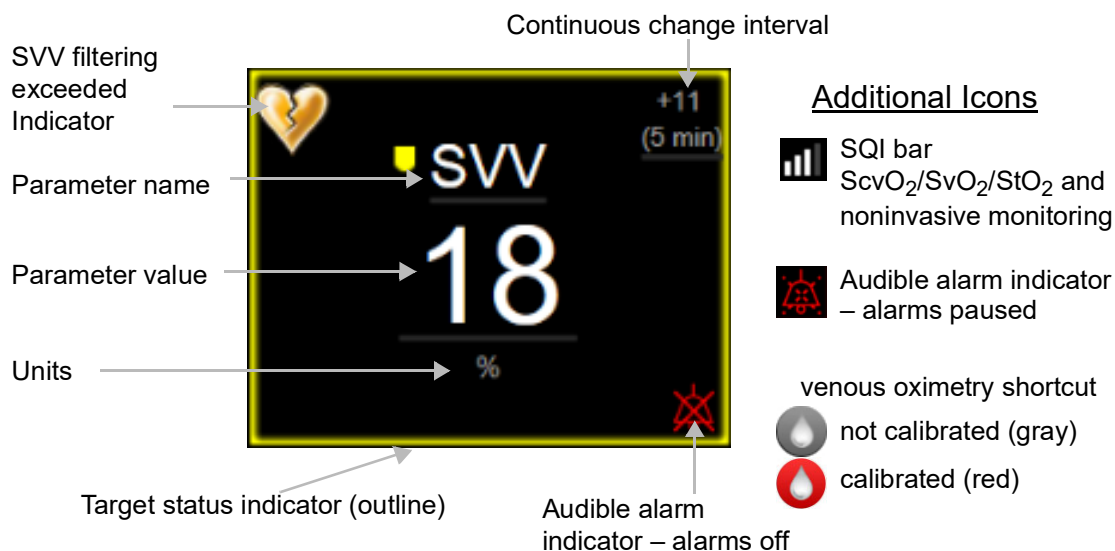 Continuous change interval
SVV filtering
exceeded
Indicator
+11
(5 min)
Additional Icons
SVV
SQI bar
ScvO₂/SvO₂/StO₂ and
noninvasive monitoring
Parameter name
18
Parameter value
Audible alarm indicator
– alarms paused
Units
%
venous oximetry shortcut
not calibrated (gray)
calibrated (red)
Target status indicator (outline)
Audible alarm
indicator – alarms off